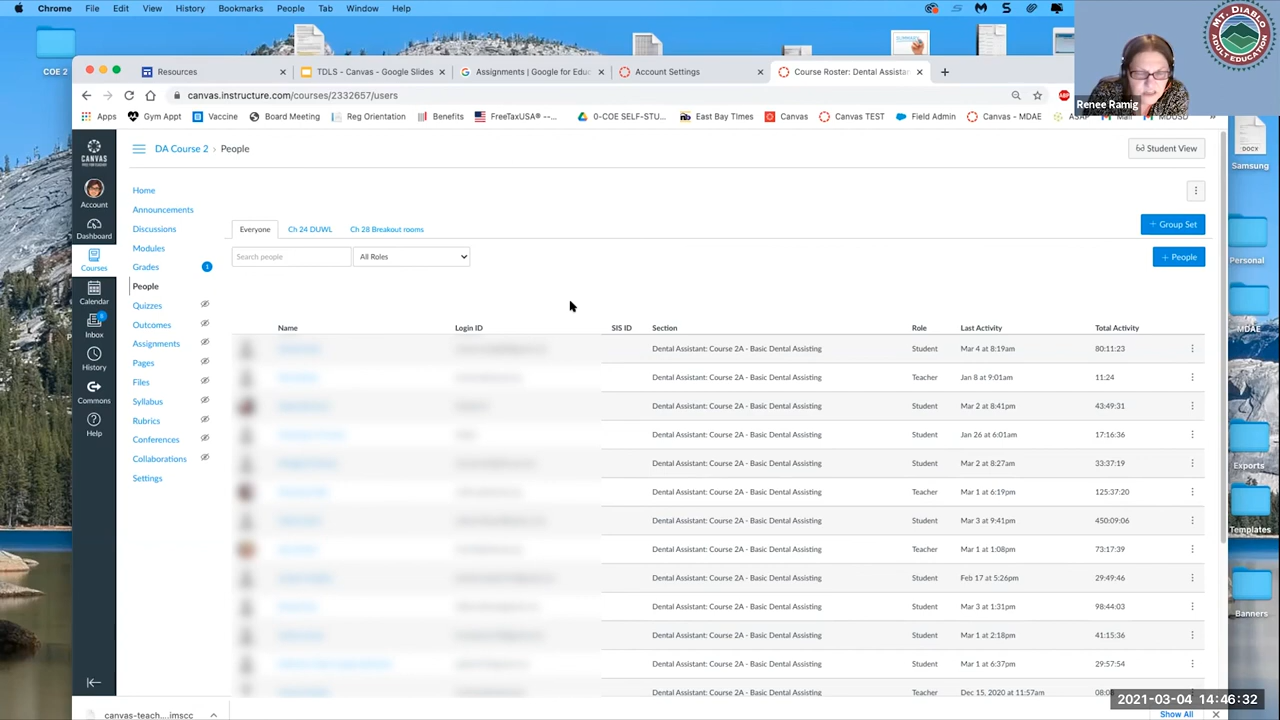 Chrome File Edit View History Bookmarks People Tab Window Help
MT. DIABLO
ADULT EDUCATION
COE 2
Resources × TDLS - Canvas - Google Slides × Assignments | Google for Educ × Account Settings × Course Roster: Dental Assistan × +
canvas.instructure.com/courses/2332657/users
Renee Ramig
Apps Gym Appt Vaccine Board Meeting Reg Orientation Benefits FreeTaxUSA® --... 0-COE SELF-STU... East Bay TImes Canvas Canvas TEST Field Admin Canvas - MDAE Mail MDUSD »
DOCX
Samsung
CANVAS
DA Course 2 › People
Student View
Account
Dashboard
Courses
Calendar
Inbox
8
History
Commons
Help
Home
Announcements
Discussions
Modules
Grades 1
People
Quizzes
Outcomes
Assignments
Pages
Files
Syllabus
Rubrics
Conferences
Collaborations
Settings
Everyone Ch 24 DUWL Ch 28 Breakout rooms
+ Group Set
Search people All Roles
+ People
Name Login ID SIS ID Section Role Last Activity Total Activity
Dental Assistant: Course 2A - Basic Dental Assisting Student Mar 4 at 8:19am 80:11:23
Dental Assistant: Course 2A - Basic Dental Assisting Teacher Jan 8 at 9:01am 11:24
Dental Assistant: Course 2A - Basic Dental Assisting Student Mar 2 at 8:41pm 43:49:31
Dental Assistant: Course 2A - Basic Dental Assisting Student Jan 26 at 6:01am 17:16:36
Dental Assistant: Course 2A - Basic Dental Assisting Student Mar 2 at 8:27am 33:37:19
Dental Assistant: Course 2A - Basic Dental Assisting Teacher Mar 1 at 6:19pm 125:37:20
Dental Assistant: Course 2A - Basic Dental Assisting Student Mar 3 at 9:41pm 450:09:06
Dental Assistant: Course 2A - Basic Dental Assisting Teacher Mar 1 at 1:08pm 73:17:39
Dental Assistant: Course 2A - Basic Dental Assisting Student Feb 17 at 5:26pm 29:49:46
Dental Assistant: Course 2A - Basic Dental Assisting Student Mar 3 at 1:31pm 98:44:03
Dental Assistant: Course 2A - Basic Dental Assisting Student Mar 1 at 2:18pm 41:15:36
Dental Assistant: Course 2A - Basic Dental Assisting Student Mar 1 at 6:37pm 29:57:54
Dental Assistant: Course 2A - Basic Dental Assisting Teacher Dec 15, 2020 at 11:57am
Personal
MDAE
Exports
Templates
Banners
2021-03-04 14:46:32
canvas-teach....imscc
Show All ×